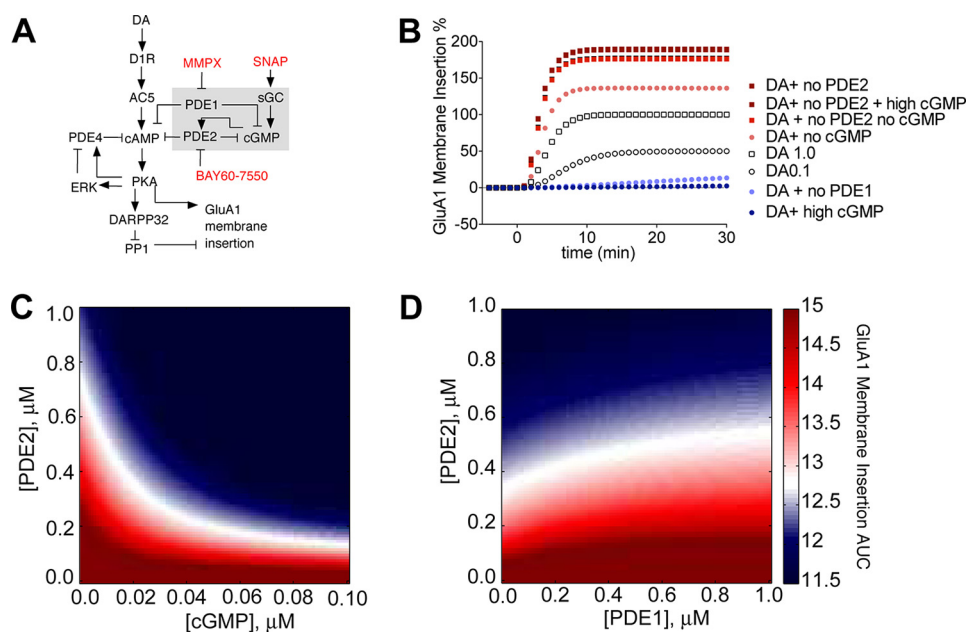 A
DA
D1R
MMPX
SNAP
AC5
PDE1
sGC
PDE4
cAMP
PDE2
cGMP
ERK
PKA
BAY60-7550
DARPP32
GluA1
membrane
insertion
PP1
B
GluA1 Membrane Insertion %
200
150
100
50
0
-50
0
10
20
30
time (min)
DA+ no PDE2
DA+ no PDE2 + high cGMP
DA + no PDE2 no cGMP
DA+ no cGMP
DA 1.0
DA0.1
DA + no PDE1
DA+ high cGMP
C
[PDE2], μM
1.0
0.8
0.6
0.4
0.2
0.0
0.0
0.02
0.04
0.06
0.08
0.10
[cGMP], μM
D
[PDE2], μM
1.0
0.8
0.6
0.4
0.2
0.0
0.0
0.2
0.4
0.6
0.8
1.0
[PDE1], μM
15
14.5
14
13.5
13
12.5
12
11.5
GluA1 Membrane Insertion AUC